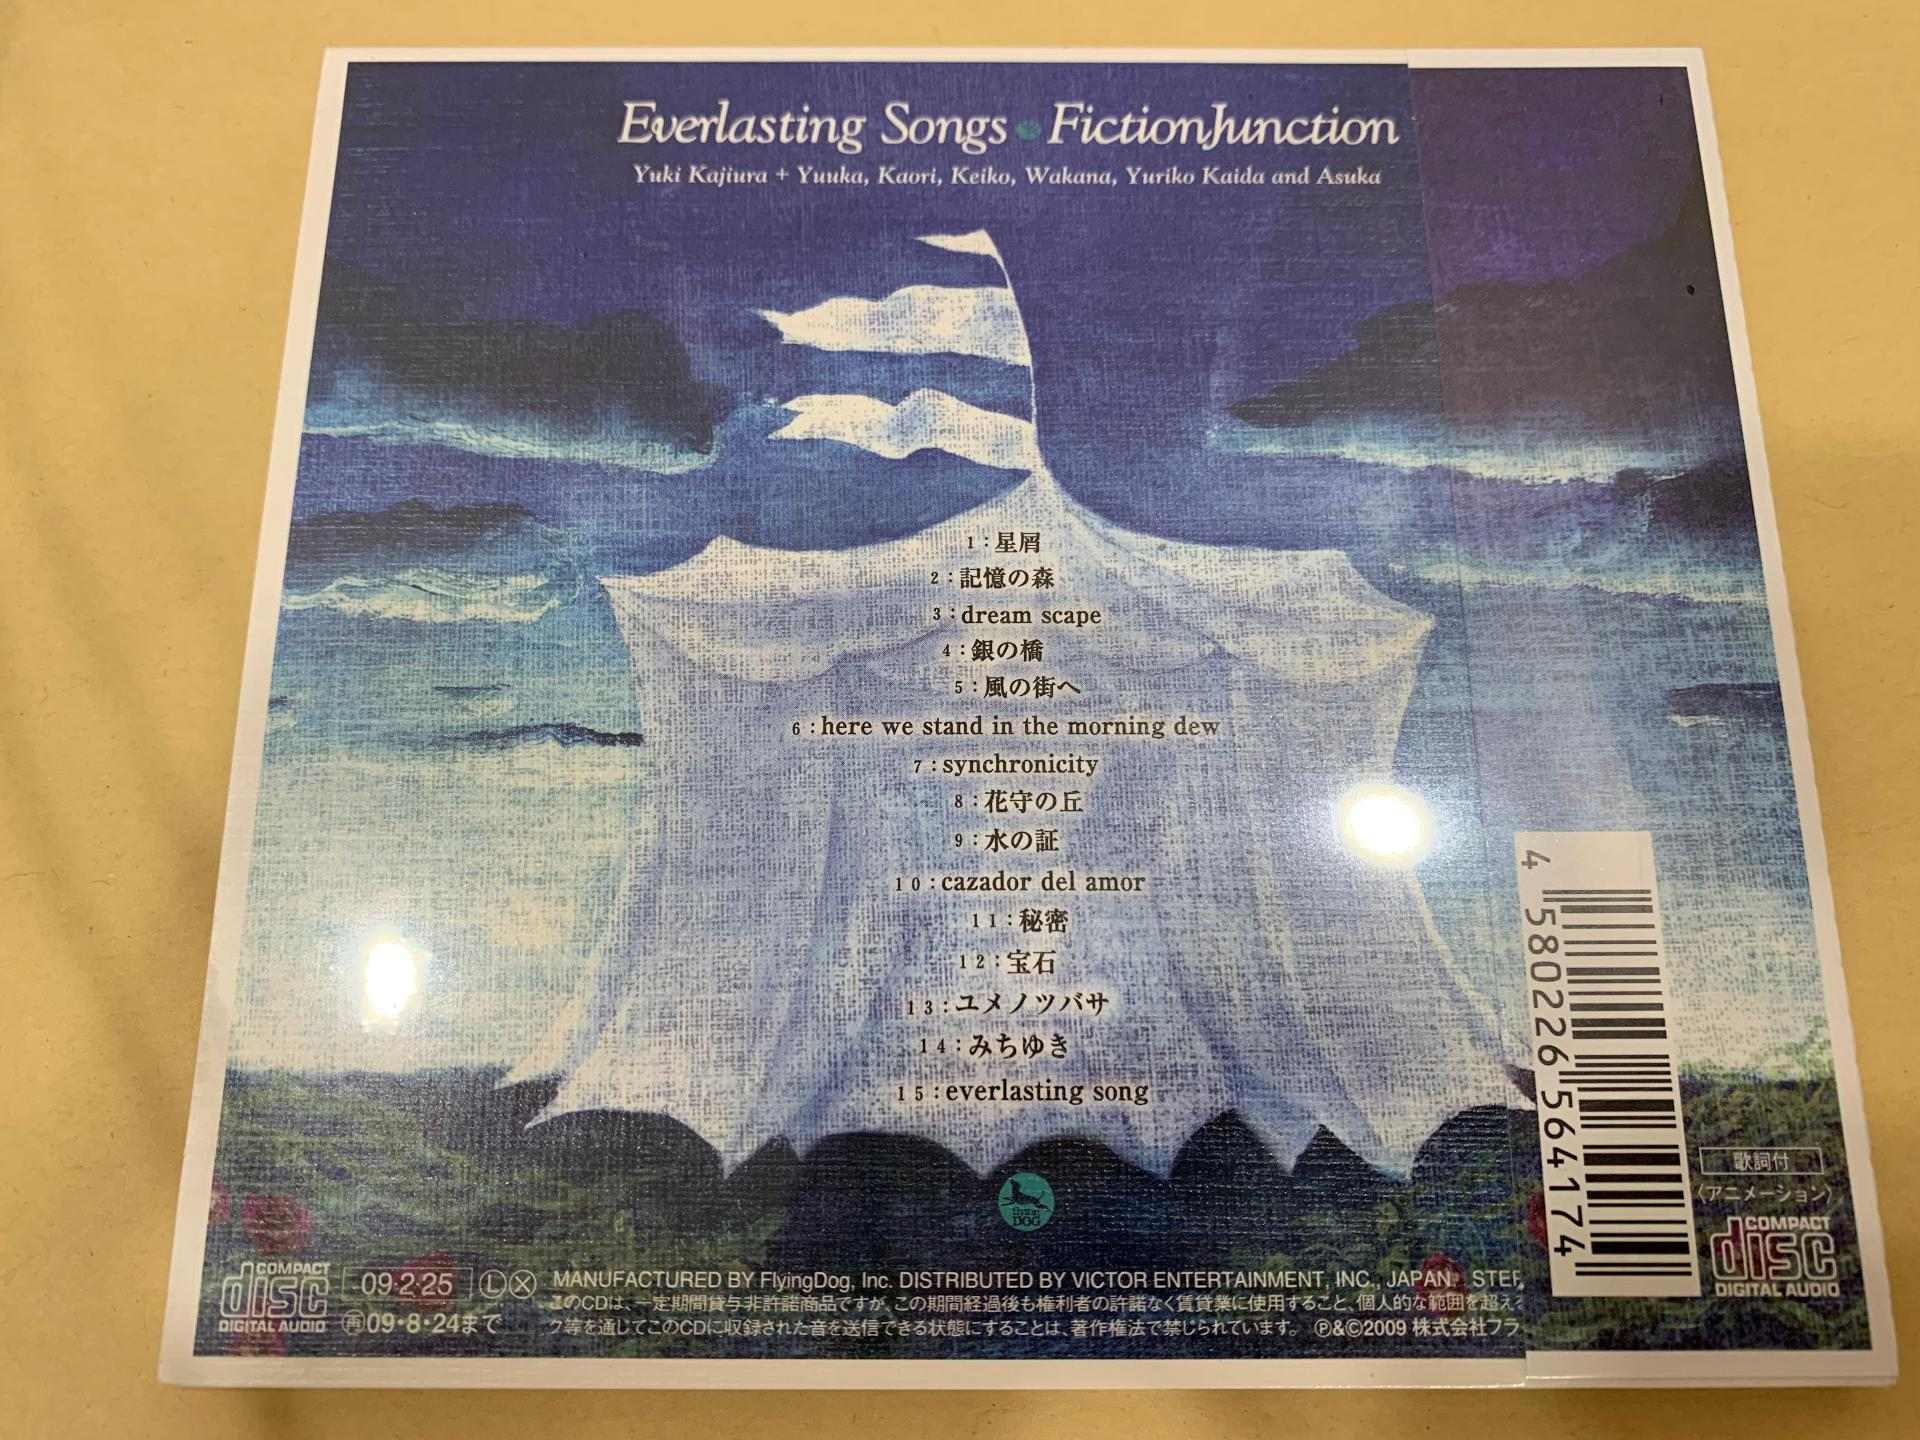 Everlasting Songs FictionJunction
Yuki Kajiura + Yuuka, Kaori, Keiko, Wakana, Yuriko Kaida and Asuka
1:星屑
2:記憶の森
3:dream scape
4:銀の橋
5:風の街へ
6:here we stand in the morning dew
7:synchronicity
8:花守の丘
9:水の証
10:cazador del amor
11:秘密
12:宝石
13:ユメノツバサ
14:みちゆき
15:everlasting song
flying DOG
4 580226 564174
歌詞付
〈アニメーション〉
COMPACT disc DIGITAL AUDIO
COMPACT disc DIGITAL AUDIO
09·2·25 Ⓛ Ⓧ MANUFACTURED BY FlyingDog, Inc. DISTRIBUTED BY VICTOR ENTERTAINMENT, INC., JAPAN.
㊞09·8·24まで
このCDは、一定期間貸与非許諾商品ですが、この期間経過後も権利者の許諾なく賃貸業に使用すること、個人的な範囲を超え
ク等を通じてこのCDに収録された音を送信できる状態にすることは、著作権法で禁じられています。 Ⓟ&©2009 株式会社フラ